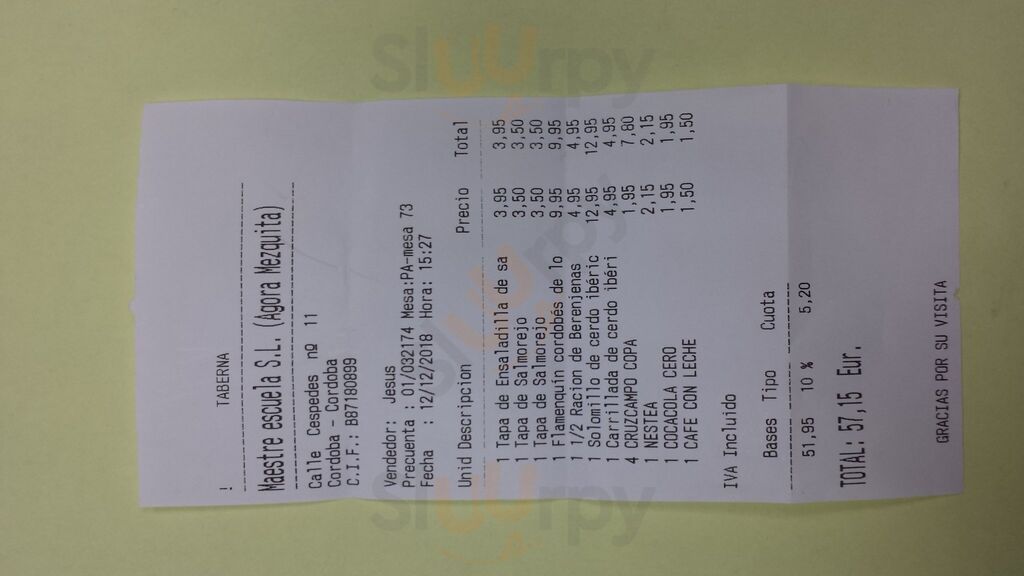 Sluurpy
!
TABERNA
Maestre escuela S.L. (Agora Mezquita)
Calle Cespedes nº 11
Cordoba - Cordoba
C.I.F.: B87180899
Vendedor: Jesus
Precuenta : 01/032174 Mesa:PA-mesa 73
Fecha : 12/12/2018 Hora: 15:27
Unid Descripcion Precio Total
1 Tapa de Ensaladilla de sa 3,95 3,95
1 Tapa de Salmorejo 3,50 3,50
1 Tapa de Salmorejo 3,50 3,50
1 Flamenquín cordobés de lo 9,95 9,95
1 1/2 Racion de Berenjenas 4,95 4,95
1 Solomillo de cerdo ibéric 12,95 12,95
1 Carrillada de cerdo ibéri 4,95 4,95
4 CRUZCAMPO COPA 1,95 7,80
1 NESTEA 2,15 2,15
1 COCACOLA CERO 1,95 1,95
1 CAFE CON LECHE 1,50 1,50
IVA Incluido
Bases Tipo Cuota
51,95 10 % 5,20
TOTAL: 57,15 Eur.
GRACIAS POR SU VISITA
Sluurpy
Sluurpy